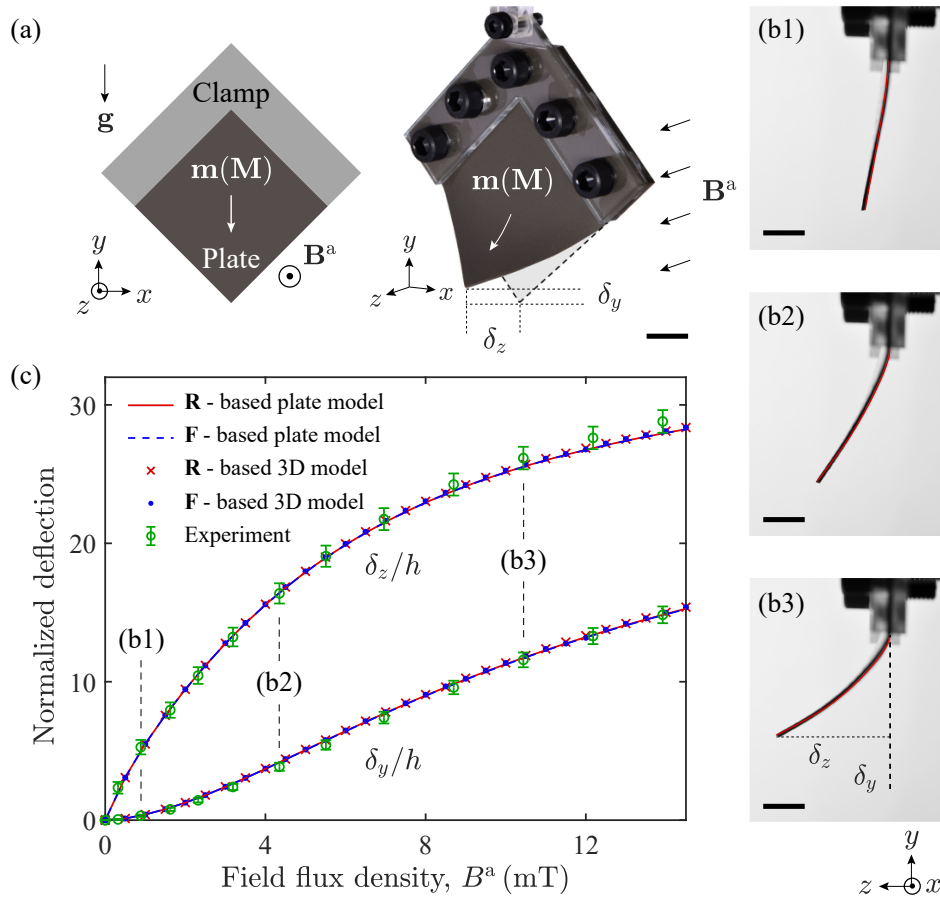 (a)
Clamp
g
m(M)
Plate
B^a
y
x
z
m(M)
B^a
y
x
z
δ_y
δ_z
(b1)
(b2)
(b3)
δ_z
δ_y
y
z
x
(c)
R - based plate model
F - based plate model
R - based 3D model
F - based 3D model
Experiment
δ_z/h
(b1)
(b2)
(b3)
δ_y/h
Normalized deflection
30
20
10
0
0
4
8
12
Field flux density, B^a (mT)